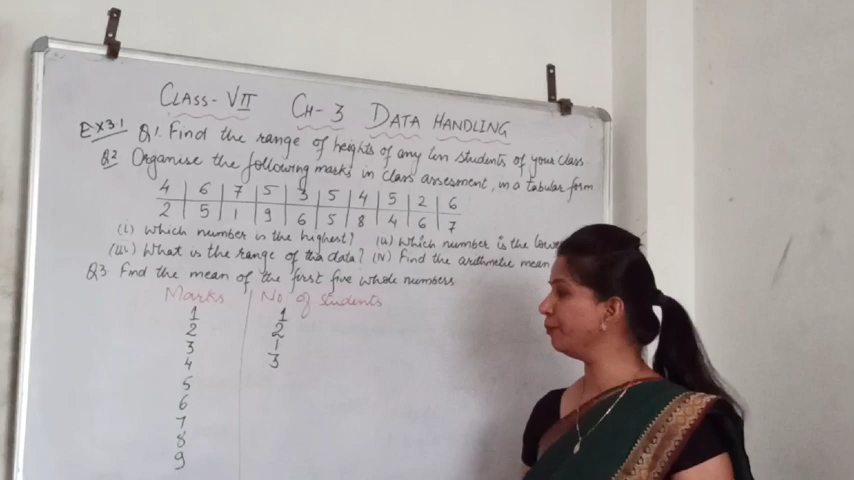 CLASS-VII CH-3 DATA HANDLING
EX3.1 Q1. Find the range of heights of any ten students of your class
Q2 Organise the following marks in class assesment, in a tabular form
4 6 7 5 3 5 4 5 2 6
2 5 1 9 6 5 8 4 6 7
(i) Which number is the highest? (ii) Which number is the
(iii) What is the range of the data? (IV) Find the arithmetic mean
Q3. Find the mean of the first five whole numbers.
Marks No of students
1 1
2 2
3 1
4 3
5
6
7
8
9